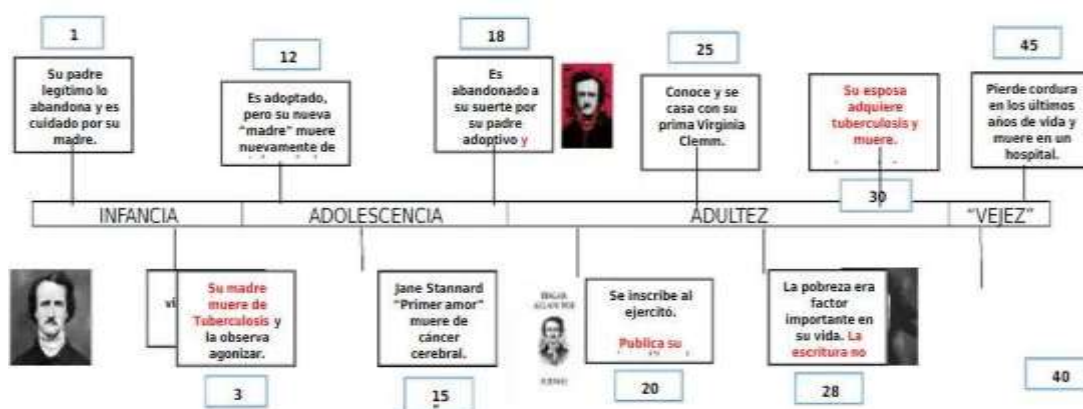 1
Su padre
legítimo lo
abandona y es
cuidado por su
madre.
12
Es adoptado,
pero su nueva
“madre” muere
nuevamente de
18
Es
abandonado a
su suerte por
su padre
adoptivo y
25
Conoce y se
casa con su
prima Virginia
Clemm.
Su esposa
adquiere
tuberculosis y
muere.
30
45
Pierde cordura
en los últimos
años de vida y
muere en un
hospital.
INFANCIA
ADOLESCENCIA
ADULTEZ
“VEJEZ”
Su madre
muere de
Tuberculosis y
la observa
agonizar.
3
Jane Stannard
“Primer amor”
muere de
cáncer
cerebral.
15
EDGAR
ALLAN POE
Se inscribe al
ejercitó.
Publica su
20
La pobreza era
factor
importante en
su vida. La
escritura no
28
40